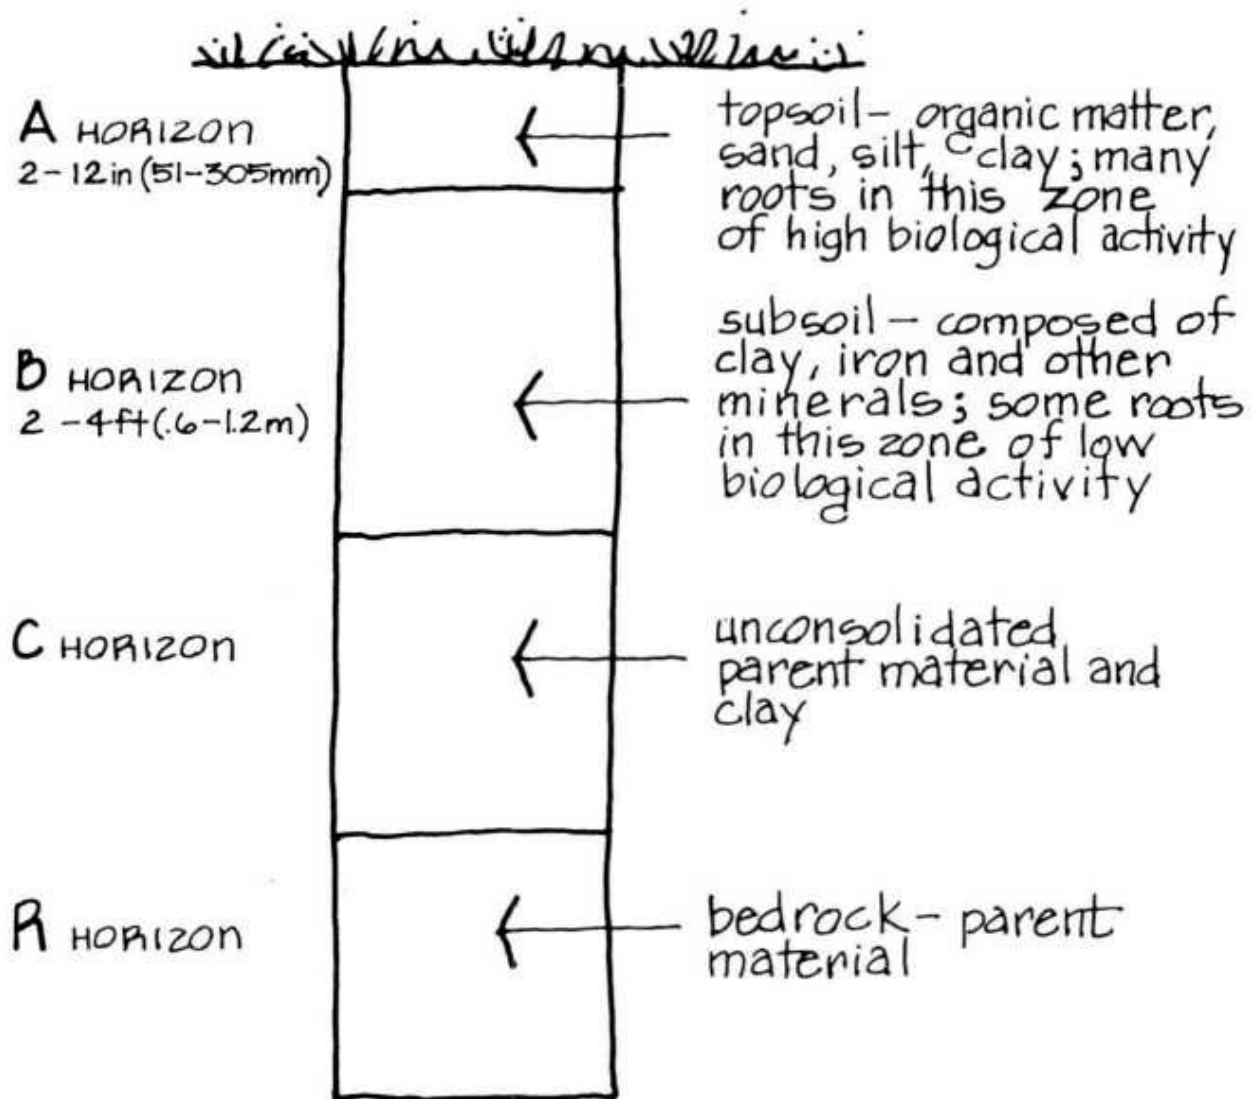 A HORIZON
2-12in (51-305mm)
topsoil- organic matter,
sand, silt, clay; many
roots in this zone
of high biological activity
B HORIZON
2 -4ft(.6-1.2m)
subsoil - composed of
clay, iron and other
minerals; some roots
in this zone of low
biological activity
C HORIZON
unconsolidated
parent material and
clay
R HORIZON
bedrock- parent
material